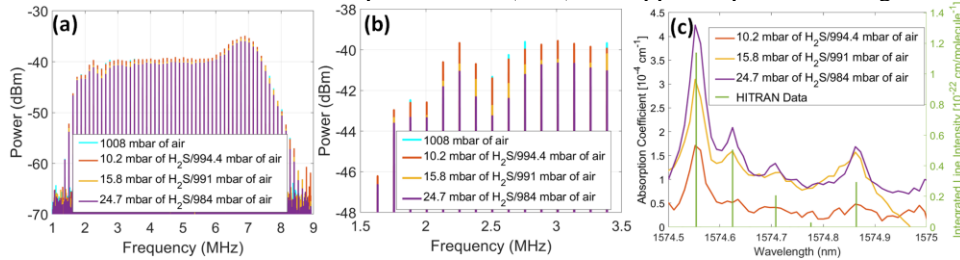 (a)
Power (dBm)
-30
-40
-50
-60
-70
1008 mbar of air
10.2 mbar of H2S/994.4 mbar of air
15.8 mbar of H2S/991 mbar of air
24.7 mbar of H2S/984 mbar of air
1 2 3 4 5 6 7 8 9
Frequency (MHz)
(b)
Power (dBm)
-38
-40
-42
-44
-46
-48
1008 mbar of air
10.2 mbar of H2S/994.4 mbar of air
15.8 mbar of H2S/991 mbar of air
24.7 mbar of H2S/984 mbar of air
1.5 2 2.5 3 3.5
Frequency (MHz)
(c)
Absorption Coefficient [10-4 cm-1]
4.5
4
3.5
3
2.5
2
1.5
1
0.5
0
10.2 mbar of H2S/994.4 mbar of air
15.8 mbar of H2S/991 mbar of air
24.7 mbar of H2S/984 mbar of air
HITRAN Data
1574.5 1574.6 1574.7 1574.8 1574.9 1575
Wavelength (nm)
1.4
1.2
1
0.8
0.6
0.4
0.2
0
Integrated Line Intensity [10-22 cm/molecule-1]